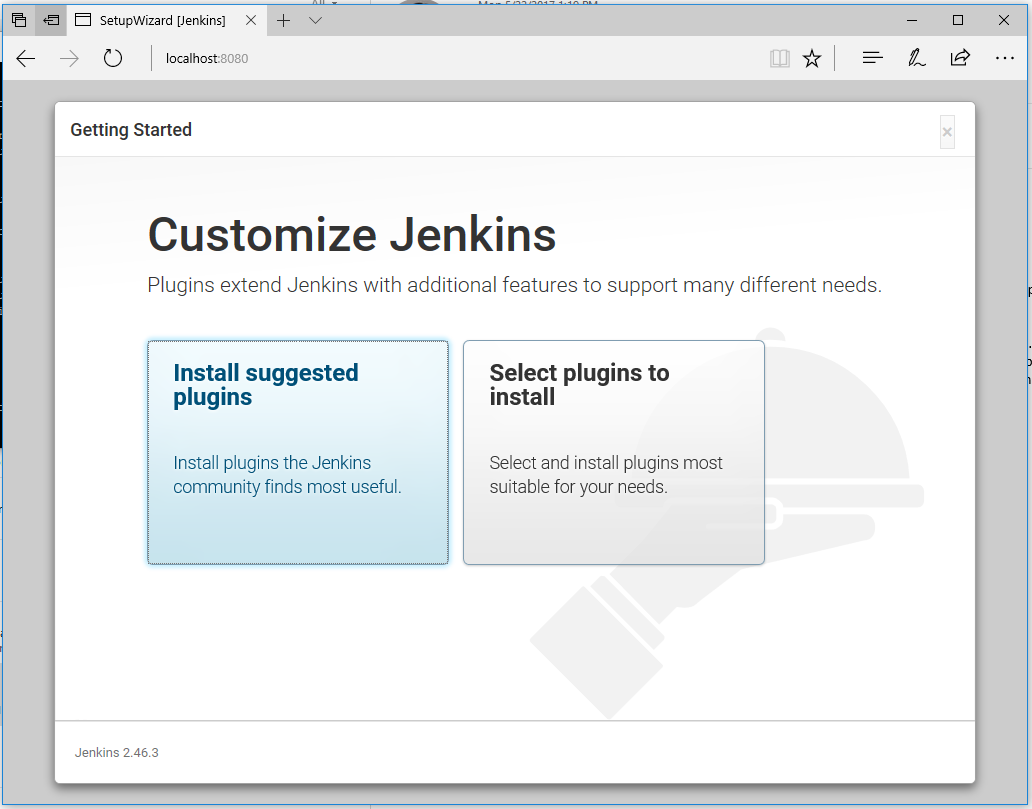 SetupWizard [Jenkins]
localhost:8080
Getting Started
Customize Jenkins
Plugins extend Jenkins with additional features to support many different needs.
Install suggested
plugins
Install plugins the Jenkins
community finds most useful.
Select plugins to
install
Select and install plugins most
suitable for your needs.
Jenkins 2.46.3